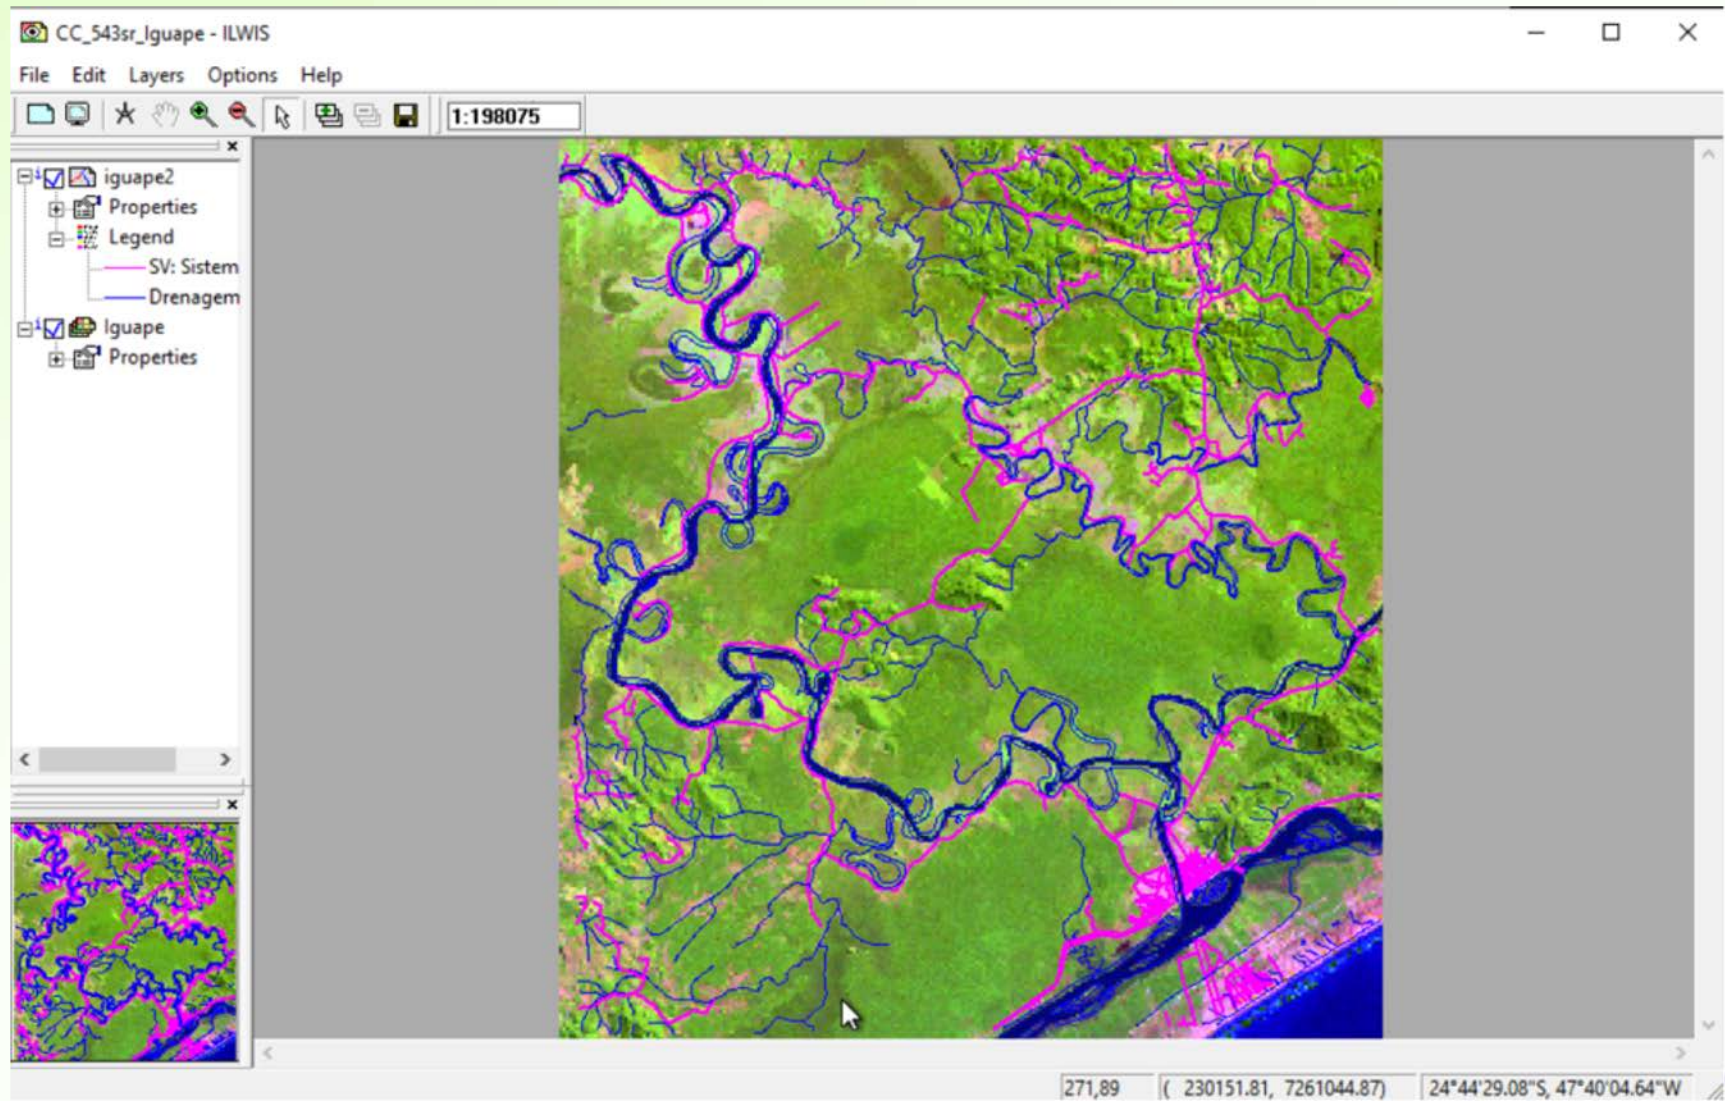 CC_543sr_Iguape - ILWIS
File Edit Layers Options Help
1:198075
iguape2
Properties
Legend
SV: Sistem
Drenagem
Iguape
Properties
271,89 ( 230151.81, 7261044.87) 24°44'29.08"S, 47°40'04.64"W